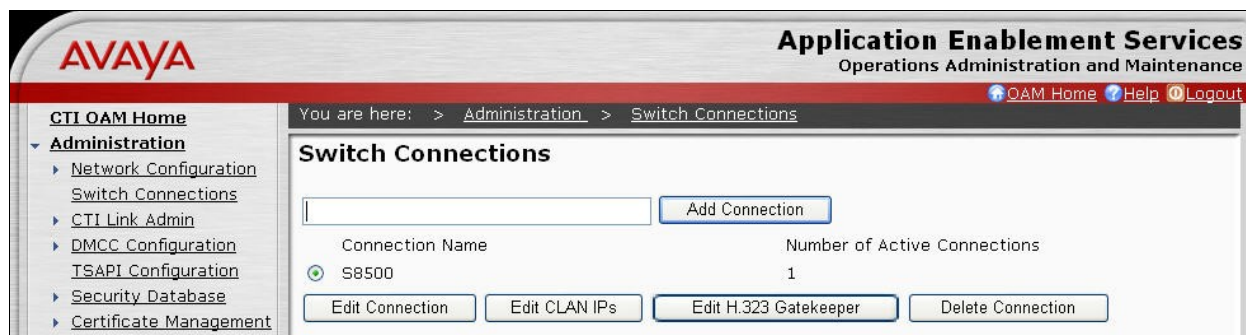 AVAYA
Application Enablement Services
Operations Administration and Maintenance
OAM Home Help Logout
CTI OAM Home
Administration
Network Configuration
Switch Connections
CTI Link Admin
DMCC Configuration
TSAPI Configuration
Security Database
Certificate Management
You are here: > Administration > Switch Connections
Switch Connections
Add Connection
Connection Name Number of Active Connections
S8500 1
Edit Connection Edit CLAN IPs Edit H.323 Gatekeeper Delete Connection